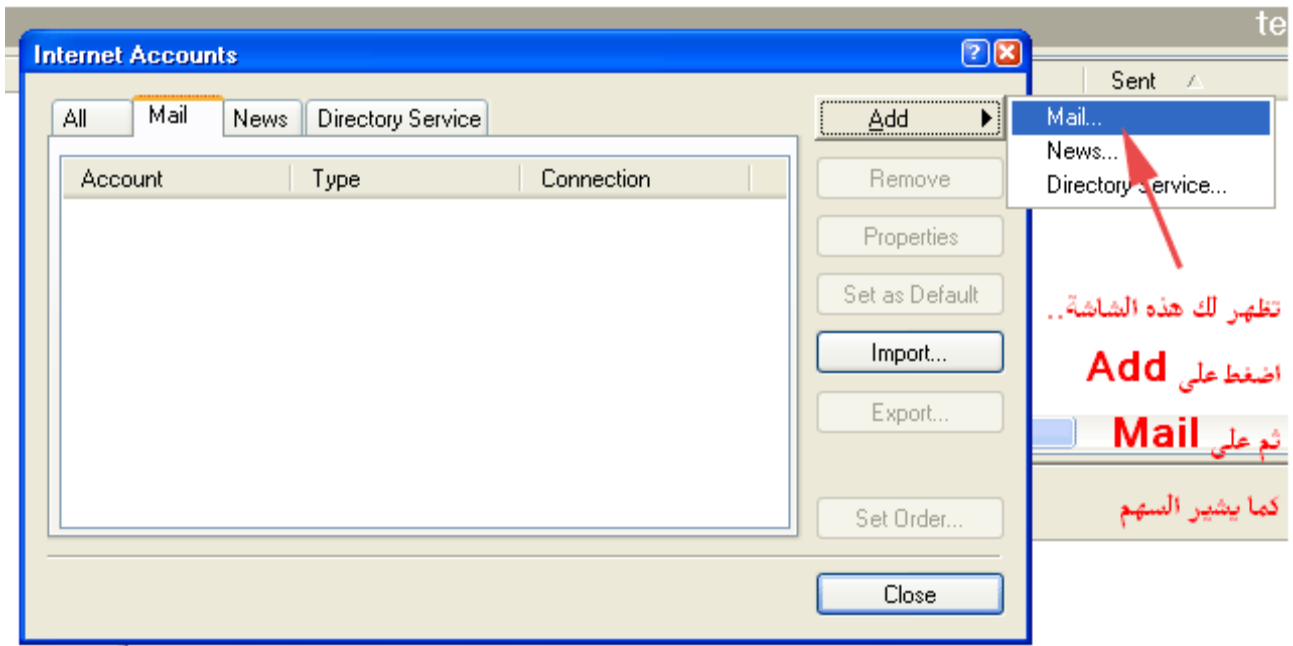 te
Internet Accounts
Sent
All Mail News Directory Service
Add
Mail...
News...
Directory Service...
Account Type Connection
Remove
Properties
Set as Default
Import...
Export...
Set Order...
Close
تظهر لك هذه الشاشة..
اضغط على Add
ثم على Mail
كما يشير السهم